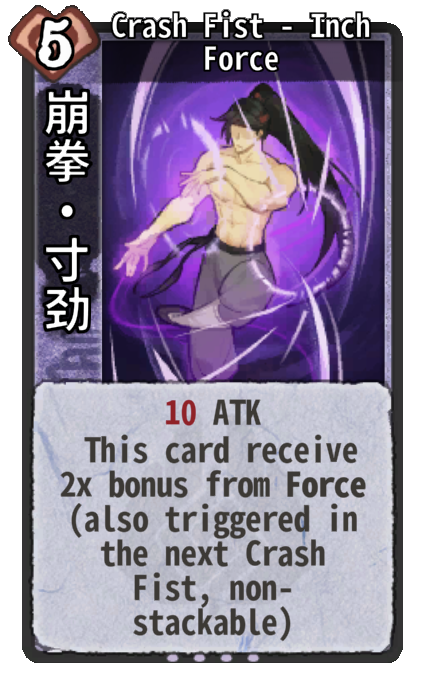 5
Crash Fist - Inch
Force
崩拳・寸劲
10 ATK
This card receive
2x bonus from Force
(also triggered in
the next Crash
Fist, non-
stackable)